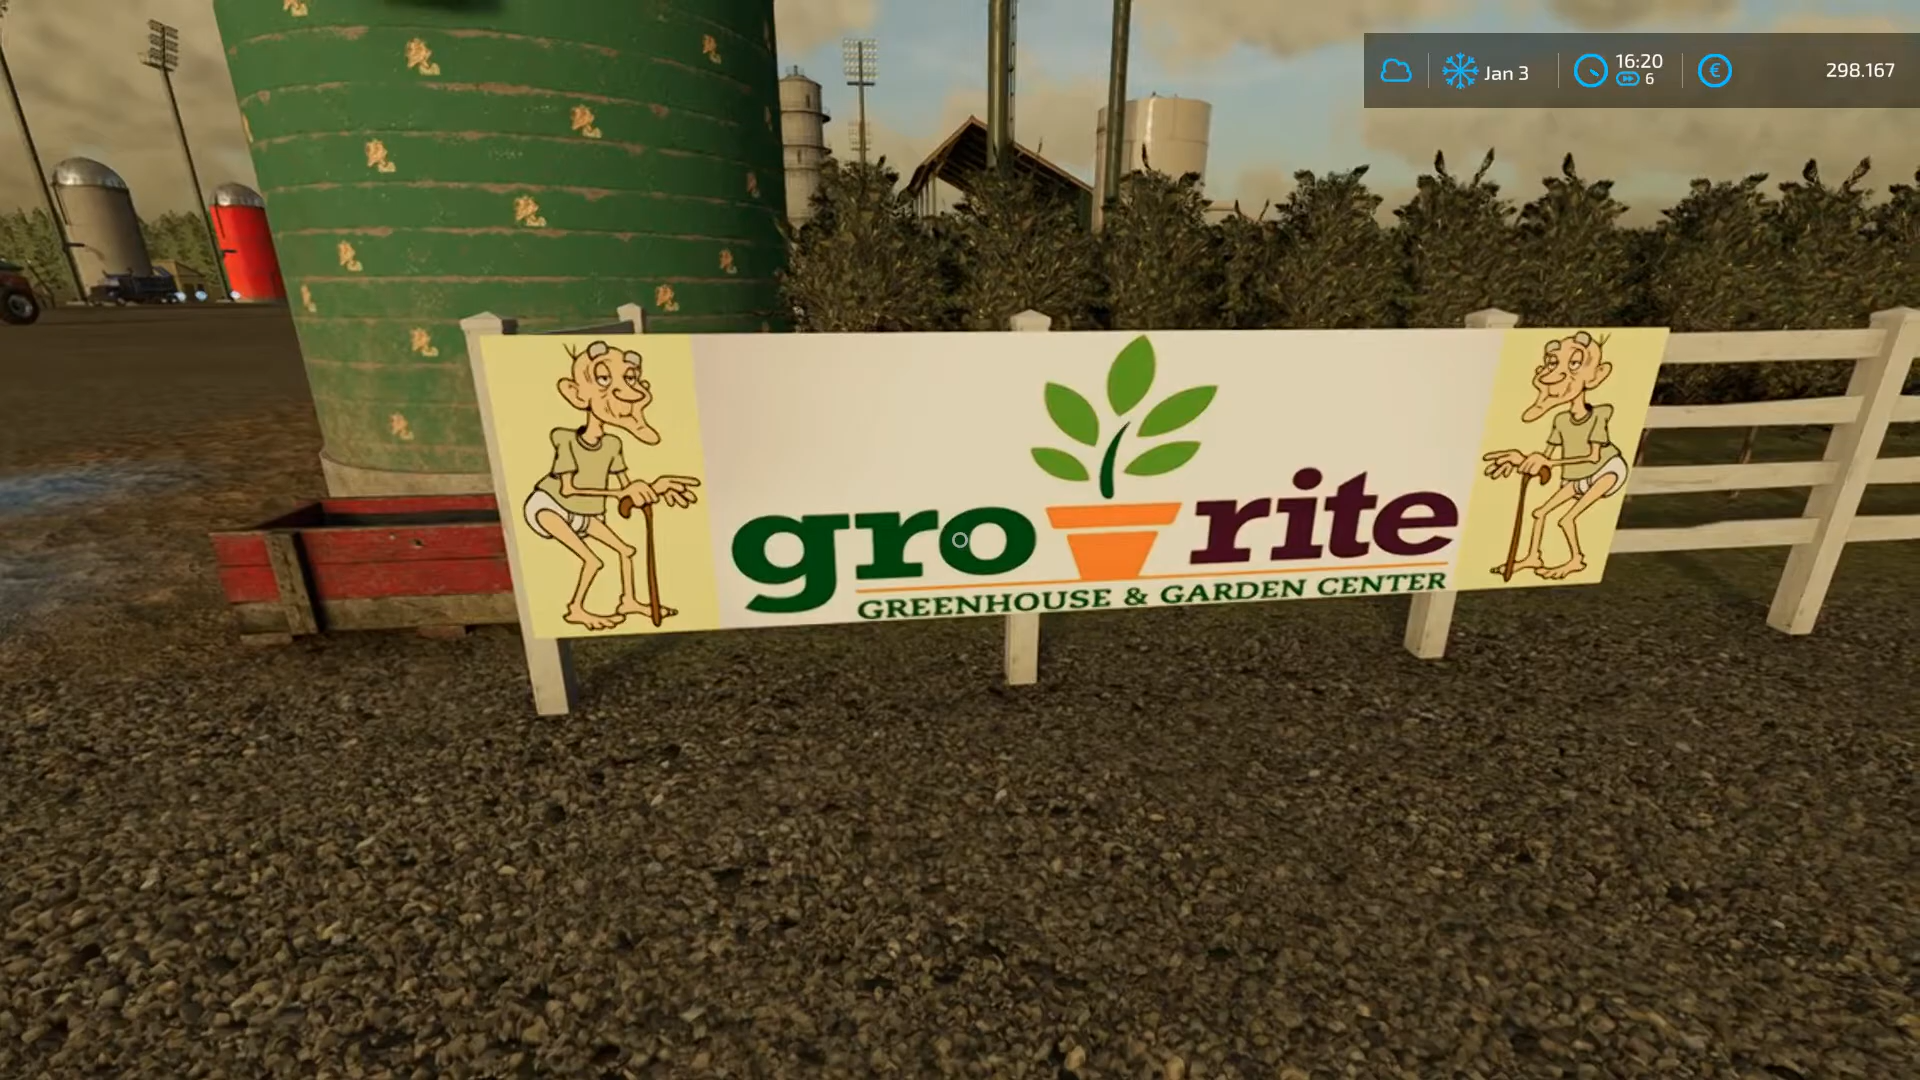 Jan 3
16:20
6
298.167
gro rite
GREENHOUSE & GARDEN CENTER